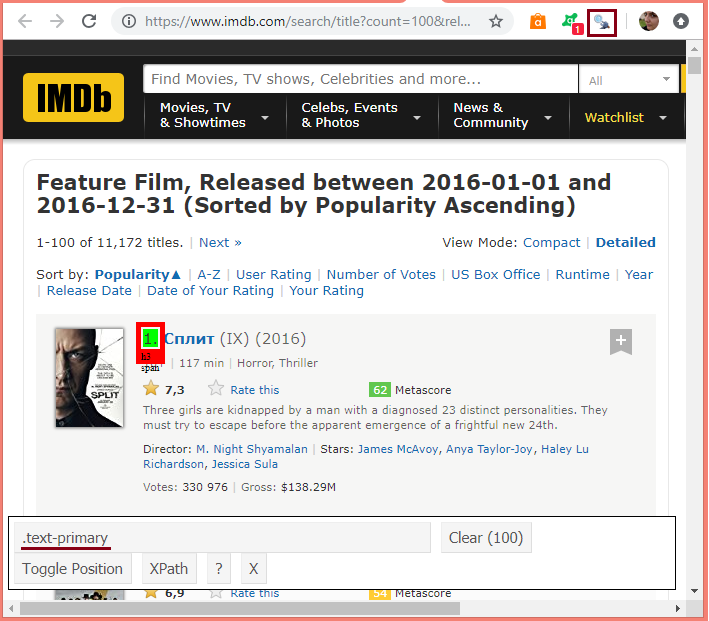 https://www.imdb.com/search/title?count=100&rel...
a
1
IMDb
Find Movies, TV shows, Celebrities and more...
All
Movies, TV
& Showtimes
Celebs, Events
& Photos
News &
Community
Watchlist
Feature Film, Released between 2016-01-01 and
2016-12-31 (Sorted by Popularity Ascending)
1-100 of 11,172 titles. | Next »
View Mode: Compact | Detailed
Sort by: Popularity▲ | A-Z | User Rating | Number of Votes | US Box Office | Runtime | Year
| Release Date | Date of Your Rating | Your Rating
1. Сплит (IX) (2016)
h3
span
| 117 min | Horror, Thriller
7,3 Rate this 62 Metascore
SPLIT
Three girls are kidnapped by a man with a diagnosed 23 distinct personalities. They
must try to escape before the apparent emergence of a frightful new 24th.
Director: M. Night Shyamalan | Stars: James McAvoy, Anya Taylor-Joy, Haley Lu
Richardson, Jessica Sula
Votes: 330 976 | Gross: $138.29M
.text-primary
Clear (100)
Toggle Position
XPath
?
X
6,9 Rate this 54 Metascore